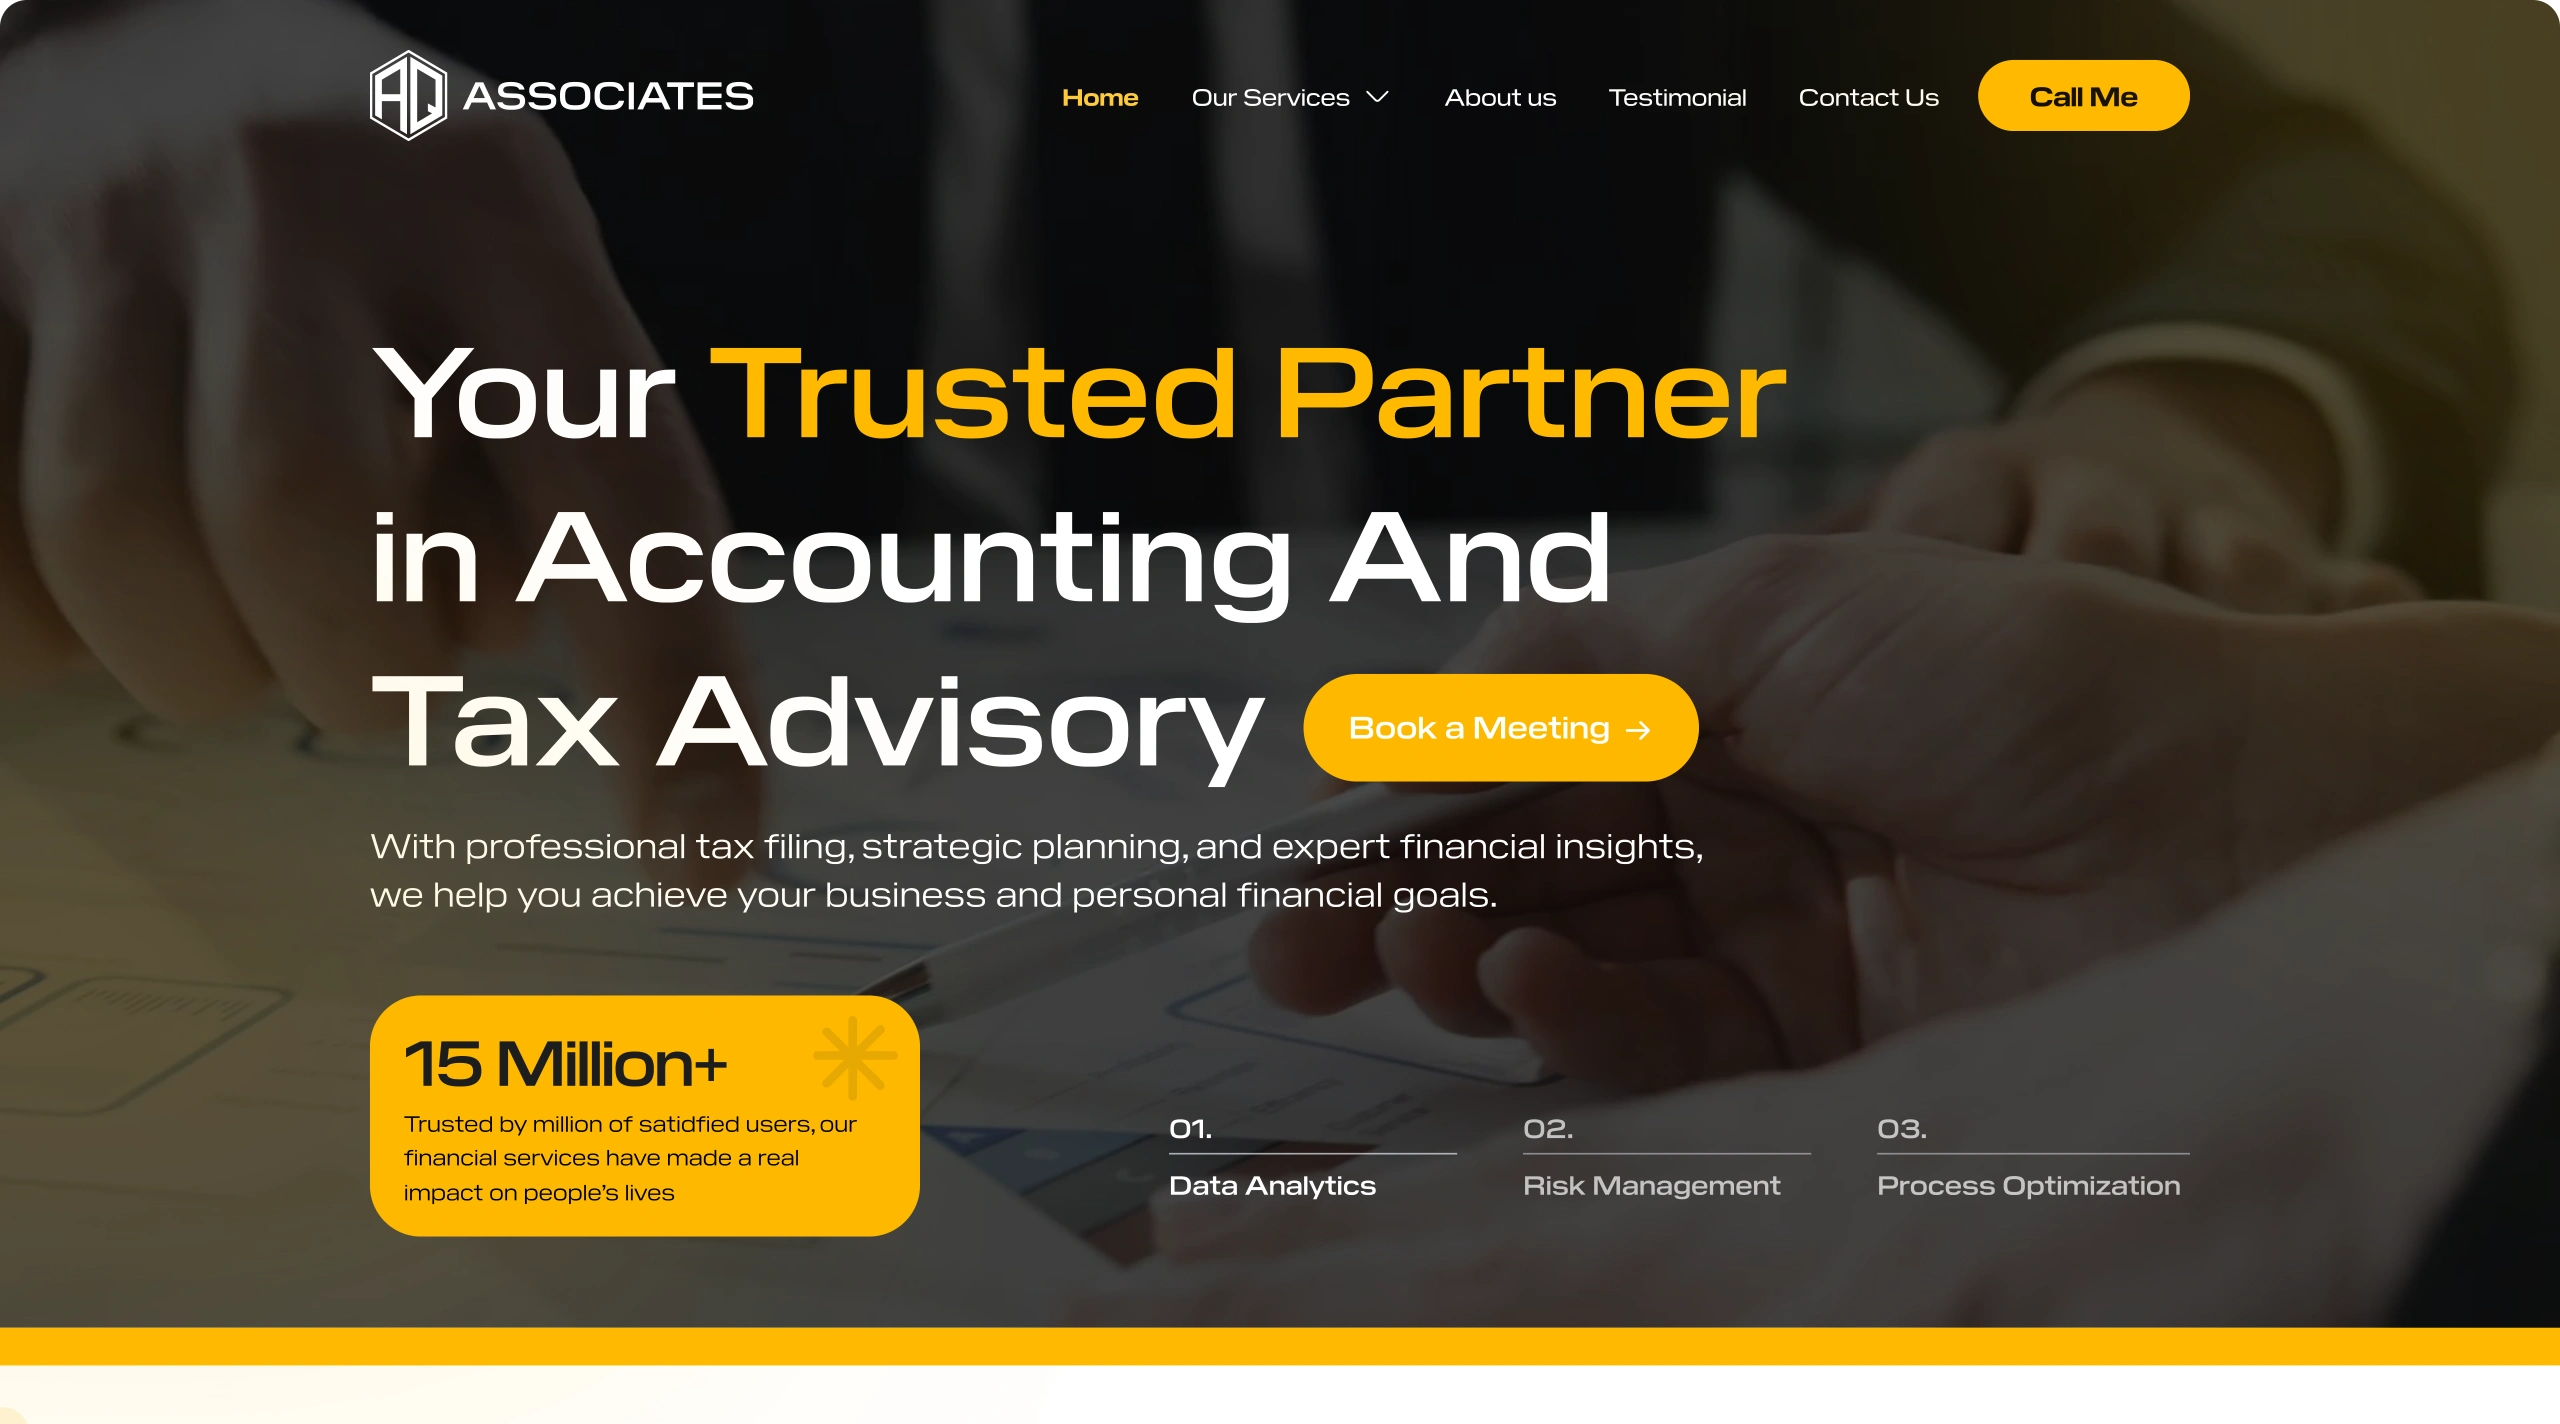 AQ ASSOCIATES
Home
Our Services
About us
Testimonial
Contact Us
Call Me
Your Trusted Partner
in Accounting And
Tax Advisory
Book a Meeting →
With professional tax filing, strategic planning, and expert financial insights,
we help you achieve your business and personal financial goals.
15 Million+
Trusted by million of satidfied users, our
financial services have made a real
impact on people's lives
01.
Data Analytics
02.
Risk Management
03.
Process Optimization